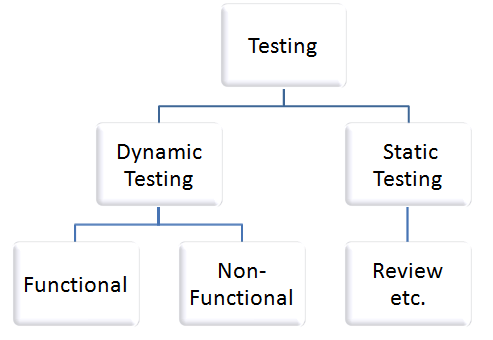 Testing
Dynamic
Testing
Static
Testing
Functional
Non-
Functional
Review
etc.